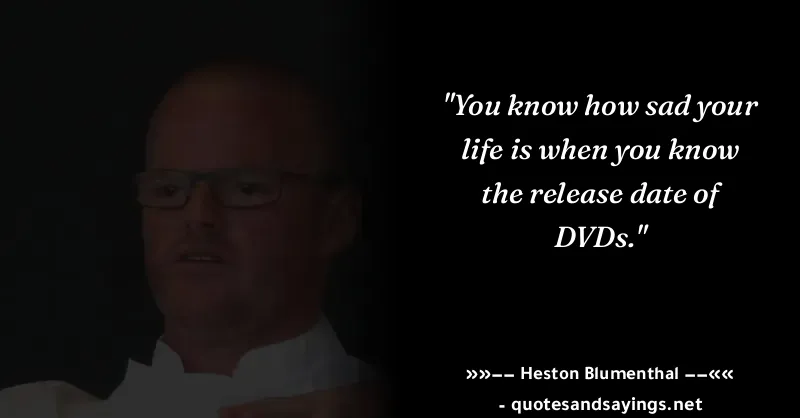 "You know how sad your
life is when you know
the release date of
DVDs."
»»–– Heston Blumenthal ––««
- quotesandsayings.net